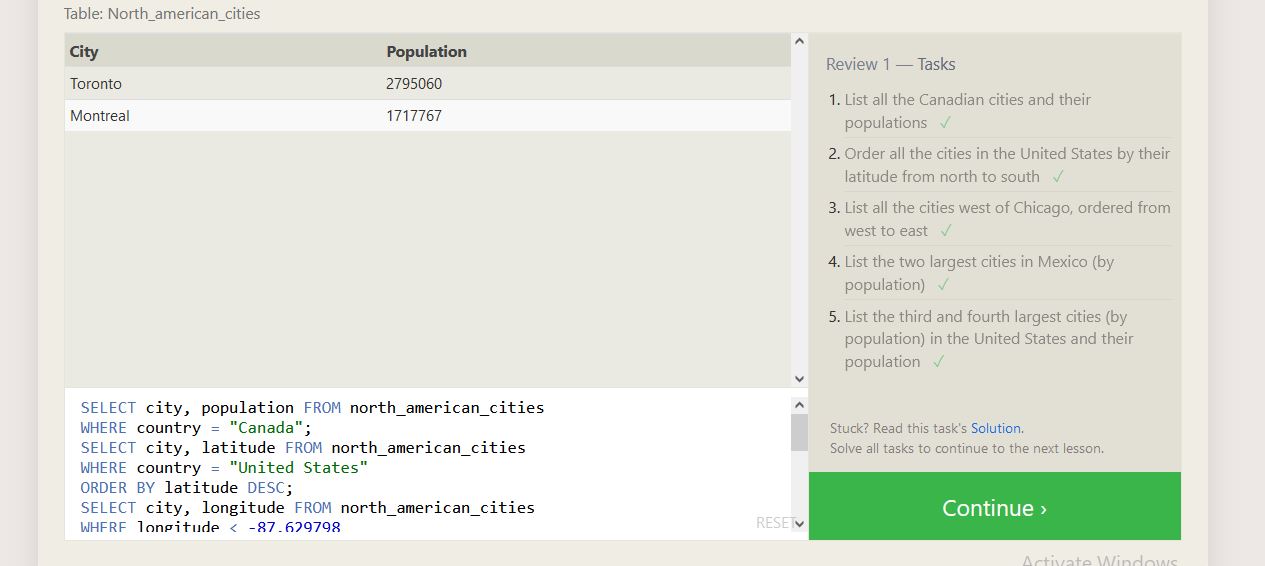 Table: North_american_cities
City Population
Toronto 2795060
Montreal 1717767
SELECT city, population FROM north_american_cities
WHERE country = "Canada";
SELECT city, latitude FROM north_american_cities
WHERE country = "United States"
ORDER BY latitude DESC;
SELECT city, longitude FROM north_american_cities
WHERE longitude < -87.629798
RESET
Review 1 — Tasks
1. List all the Canadian cities and their
populations ✓
2. Order all the cities in the United States by their
latitude from north to south ✓
3. List all the cities west of Chicago, ordered from
west to east ✓
4. List the two largest cities in Mexico (by
population) ✓
5. List the third and fourth largest cities (by
population) in the United States and their
population ✓
Stuck? Read this task's Solution.
Solve all tasks to continue to the next lesson.
Continue ›
Activate Windows